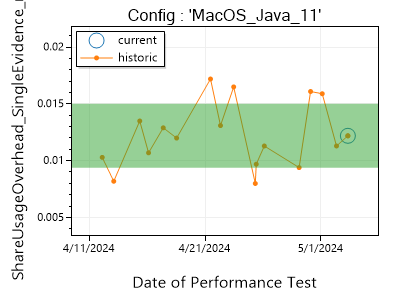 Config : 'MacOS_Java_11'
current
historic
0.02
0.015
0.01
0.005
4/11/2024
4/21/2024
5/1/2024
Date of Performance Test
ShareUsageOverhead_SingleEvidence_